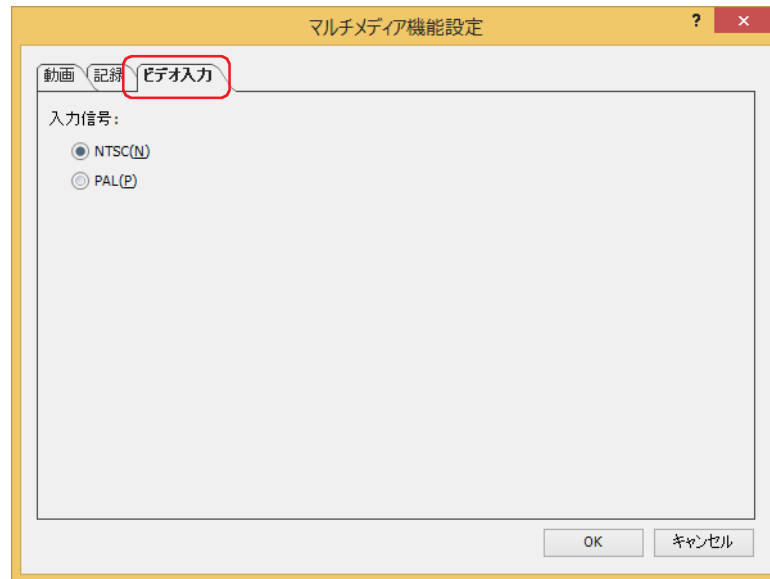 マルチメディア機能設定
?
×
動画 記録 ビデオ入力
入力信号:
NTSC(N)
PAL(P)
OK キャンセル